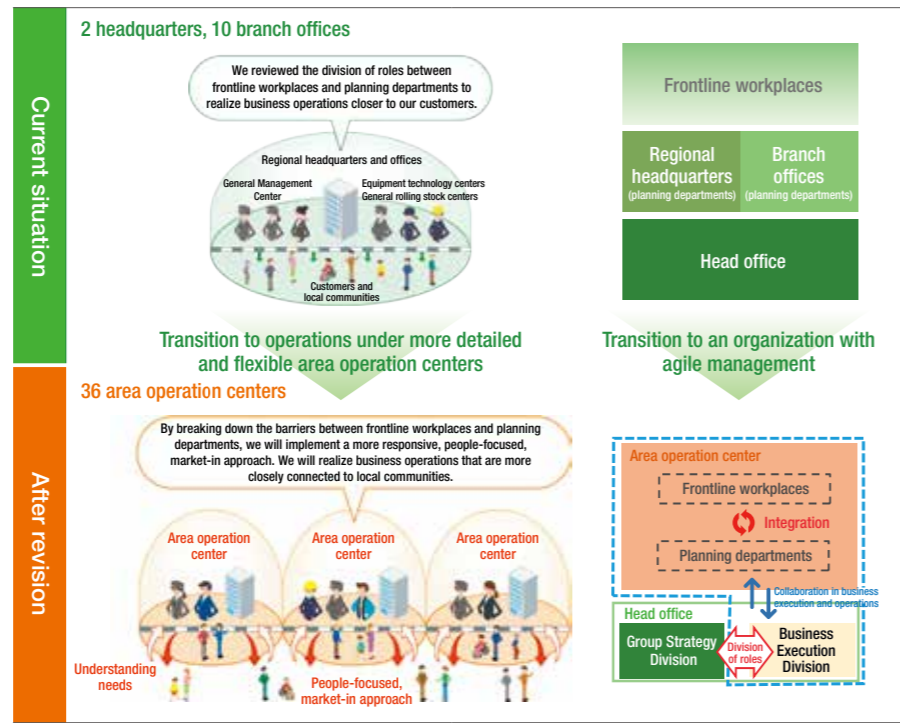 Current situation
2 headquarters, 10 branch offices
We reviewed the division of roles between
frontline workplaces and planning departments to
realize business operations closer to our customers.
Regional headquarters and offices
General Management
Center
Equipment technology centers
General rolling stock centers
Customers and
local communities
Frontline workplaces
Regional
headquarters
(planning departments)
Branch
offices
(planning departments)
Head office
Transition to operations under more detailed
and flexible area operation centers
Transition to an organization with
agile management
After revision
36 area operation centers
By breaking down the barriers between frontline workplaces and planning
departments, we will implement a more responsive, people-focused,
market-in approach. We will realize business operations that are more
closely connected to local communities.
Area operation
center
Area operation
center
Area operation
center
Understanding
needs
People-focused,
market-in approach
Area operation center
Frontline workplaces
Integration
Planning departments
Collaboration in business
execution and operations
Head office
Group Strategy
Division
Division
of roles
Business
Execution
Division